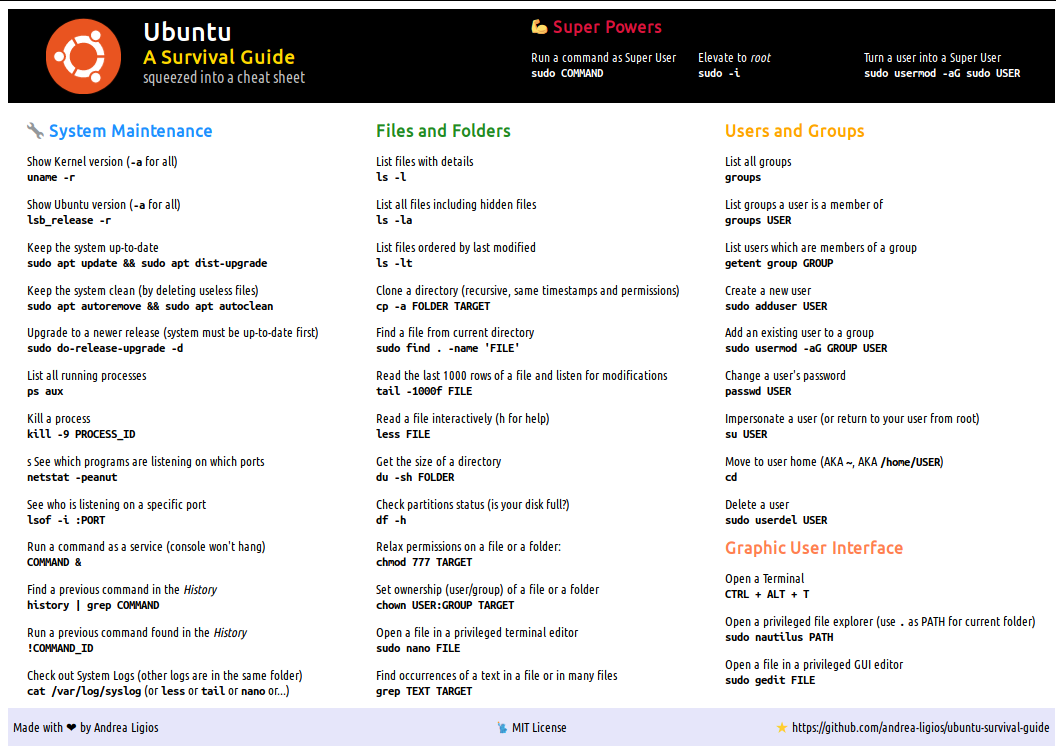 Ubuntu
A Survival Guide
squeezed into a cheat sheet
💪 Super Powers
Run a command as Super User
sudo COMMAND
Elevate to root
sudo -i
Turn a user into a Super User
sudo usermod -aG sudo USER
🔧 System Maintenance
Show Kernel version (-a for all)
uname -r
Show Ubuntu version (-a for all)
lsb_release -r
Keep the system up-to-date
sudo apt update && sudo apt dist-upgrade
Keep the system clean (by deleting useless files)
sudo apt autoremove && sudo apt autoclean
Upgrade to a newer release (system must be up-to-date first)
sudo do-release-upgrade -d
List all running processes
ps aux
Kill a process
kill -9 PROCESS_ID
s See which programs are listening on which ports
netstat -peanut
See who is listening on a specific port
lsof -i :PORT
Run a command as a service (console won't hang)
COMMAND &
Find a previous command in the History
history | grep COMMAND
Run a previous command found in the History
!COMMAND_ID
Check out System Logs (other logs are in the same folder)
cat /var/log/syslog (or less or tail or nano or...)
Files and Folders
List files with details
ls -l
List all files including hidden files
ls -la
List files ordered by last modified
ls -lt
Clone a directory (recursive, same timestamps and permissions)
cp -a FOLDER TARGET
Find a file from current directory
sudo find . -name 'FILE'
Read the last 1000 rows of a file and listen for modifications
tail -1000f FILE
Read a file interactively (h for help)
less FILE
Get the size of a directory
du -sh FOLDER
Check partitions status (is your disk full?)
df -h
Relax permissions on a file or a folder:
chmod 777 TARGET
Set ownership (user/group) of a file or a folder
chown USER:GROUP TARGET
Open a file in a privileged terminal editor
sudo nano FILE
Find occurrences of a text in a file or in many files
grep TEXT TARGET
Users and Groups
List all groups
groups
List groups a user is a member of
groups USER
List users which are members of a group
getent group GROUP
Create a new user
sudo adduser USER
Add an existing user to a group
sudo usermod -aG GROUP USER
Change a user's password
passwd USER
Impersonate a user (or return to your user from root)
su USER
Move to user home (AKA ~, AKA /home/USER)
cd
Delete a user
sudo userdel USER
Graphic User Interface
Open a Terminal
CTRL + ALT + T
Open a privileged file explorer (use . as PATH for current folder)
sudo nautilus PATH
Open a file in a privileged GUI editor
sudo gedit FILE
Made with ❤ by Andrea Ligios
🗽 MIT License
⭐ https://github.com/andrea-ligios/ubuntu-survival-guide